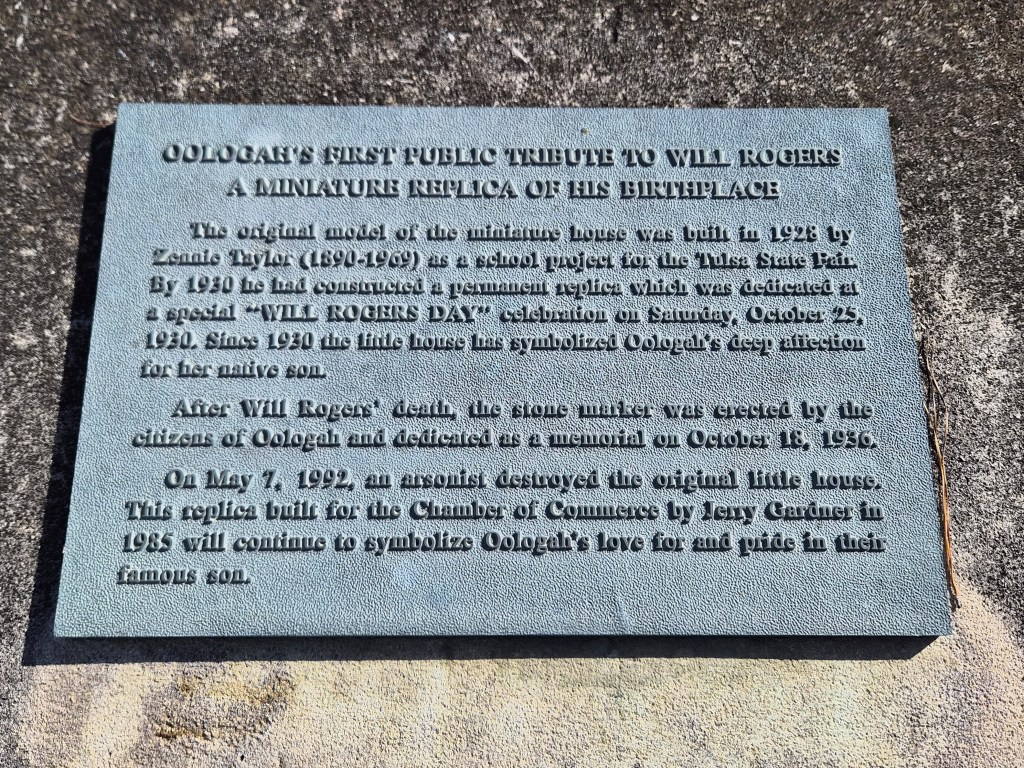 OOLOGAH'S FIRST PUBLIC TRIBUTE TO WILL ROGERS
A MINIATURE REPLICA OF HIS BIRTHPLACE
The original model of the miniature house was built in 1928 by
Zennie Taylor (1890-1969) as a school project for the Tulsa State Fair.
By 1930 he had constructed a permanent replica which was dedicated at
a special "WILL ROGERS DAY" celebration on Saturday, October 25,
1930. Since 1930 the little house has symbolized Oologah's deep affection
for her native son.
After Will Rogers' death, the stone marker was erected by the
citizens of Oologah and dedicated as a memorial on October 18, 1936.
On May 7, 1992, an arsonist destroyed the original little house.
This replica built for the Chamber of Commerce by Jerry Gardner in
1985 will continue to symbolize Oologah's love for and pride in their
famous son.